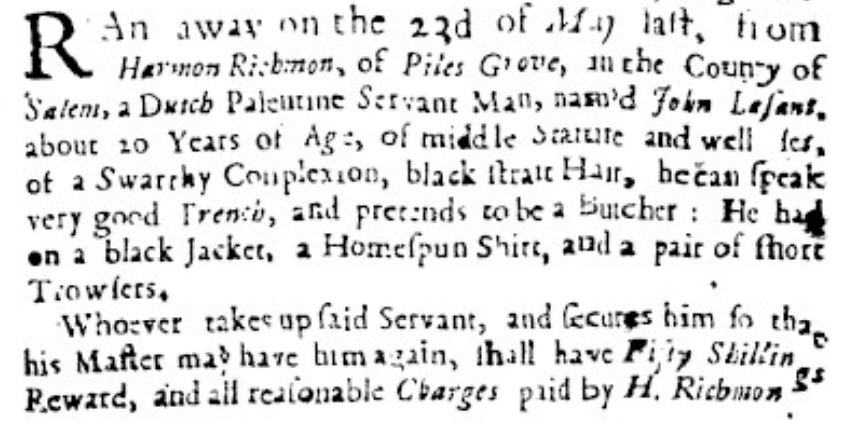 RAn away on the 23d of May laſt, from
Harmon Richmon, of Piles Grove, in the County of
Salem, a Dutch Palentine Servant Man, nam'd John Leſant,
about 20 Years of Age, of middle Stature and well ſet,
of a Swarthy Complexion, black ſtrait Hair, he can ſpeak
very good French, and pretends to be a Butcher : He had
on a black Jacket, a Homeſpun Shirt, and a pair of ſhort
Trowſers.
Whoever takes up ſaid Servant, and ſecures him ſo that
his Maſter may have him again, ſhall have Fifty Shillings
Reward, and all reaſonable Charges paid by H. Richmon